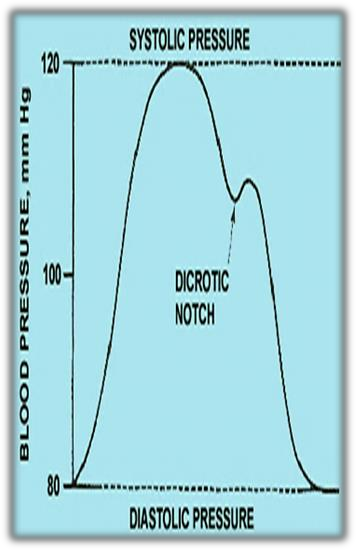 SYSTOLIC PRESSURE
120
BLOOD PRESSURE, mm Hg
DICROTIC
NOTCH
100
80
DIASTOLIC PRESSURE